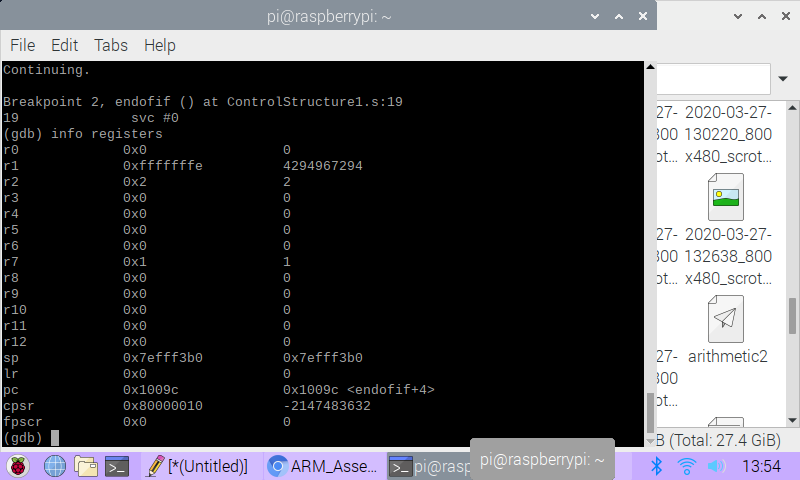 pi@raspberrypi: ~
File Edit Tabs Help
Continuing.
Breakpoint 2, endofif () at ControlStructure1.s:19
19 svc #0
(gdb) info registers
r0 0x0 0
r1 0xfffffffe 4294967294
r2 0x2 2
r3 0x0 0
r4 0x0 0
r5 0x0 0
r6 0x0 0
r7 0x1 1
r8 0x0 0
r9 0x0 0
r10 0x0 0
r11 0x0 0
r12 0x0 0
sp 0x7efff3b0 0x7efff3b0
lr 0x0 0
pc 0x1009c 0x1009c <endofif+4>
cpsr 0x80000010 -2147483632
fpscr 0x0 0
(gdb)
27-
800
rot...
2020-03-27-
130220_800
x480_scrot...
27-
800
rot...
2020-03-27-
132638_800
x480_scrot...
27-
800
rot...
arithmetic2
B (Total: 27.4 GiB)
[*(Untitled)]
ARM_Asse...
pi@rasp
pi@raspberrypi: ~
13:54